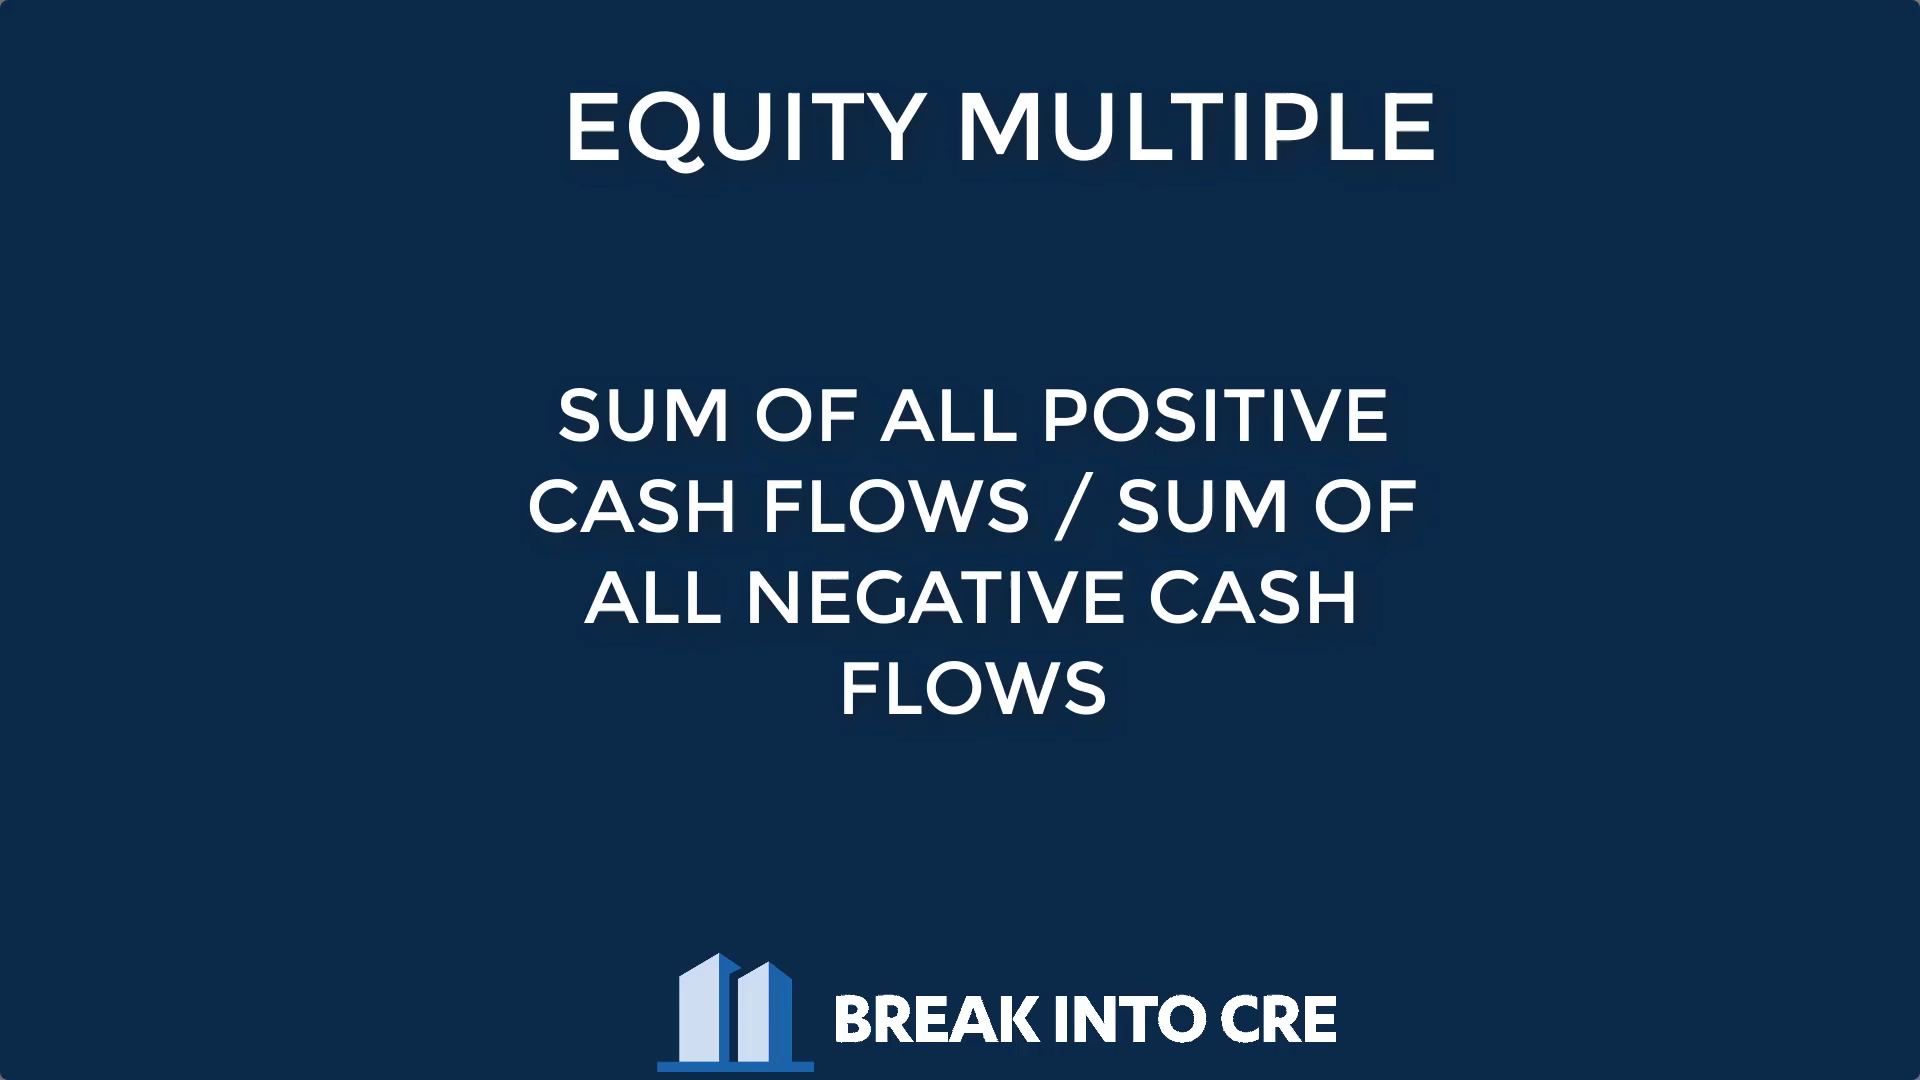 EQUITY MULTIPLE
SUM OF ALL POSITIVE
CASH FLOWS / SUM OF
ALL NEGATIVE CASH
FLOWS
BREAK INTO CRE